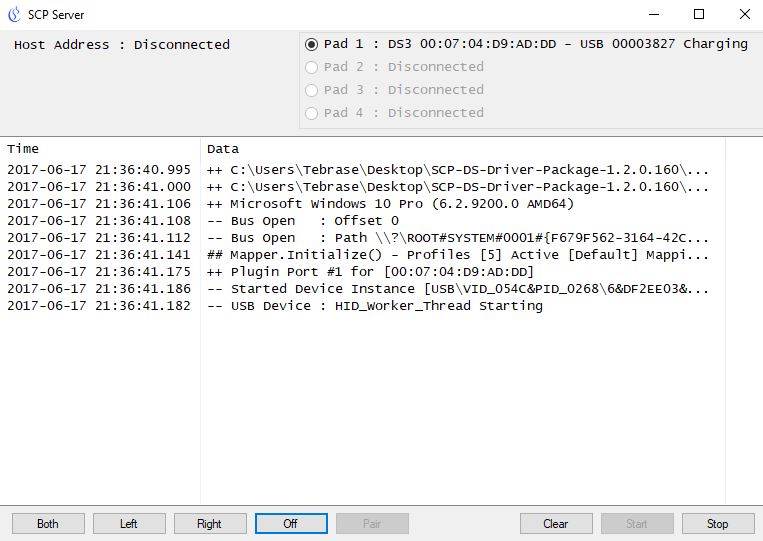 SCP Server
Host Address : Disconnected
Pad 1 : DS3 00:07:04:D9:AD:DD - USB 00003827 Charging
Pad 2 : Disconnected
Pad 3 : Disconnected
Pad 4 : Disconnected
Time Data
2017-06-17 21:36:40.995 ++ C:\Users\Tebrase\Desktop\SCP-DS-Driver-Package-1.2.0.160\...
2017-06-17 21:36:41.000 ++ C:\Users\Tebrase\Desktop\SCP-DS-Driver-Package-1.2.0.160\...
2017-06-17 21:36:41.106 ++ Microsoft Windows 10 Pro (6.2.9200.0 AMD64)
2017-06-17 21:36:41.108 -- Bus Open : Offset 0
2017-06-17 21:36:41.112 -- Bus Open : Path \\?\ROOT#SYSTEM#0001#{F679F562-3164-42C...
2017-06-17 21:36:41.141 ## Mapper.Initialize() - Profiles [5] Active [Default] Mappi...
2017-06-17 21:36:41.175 ++ Plugin Port #1 for [00:07:04:D9:AD:DD]
2017-06-17 21:36:41.186 -- Started Device Instance [USB\VID_054C&PID_0268\6&DF2EE03&...
2017-06-17 21:36:41.182 -- USB Device : HID_Worker_Thread Starting
Both Left Right Off Pair Clear Start Stop